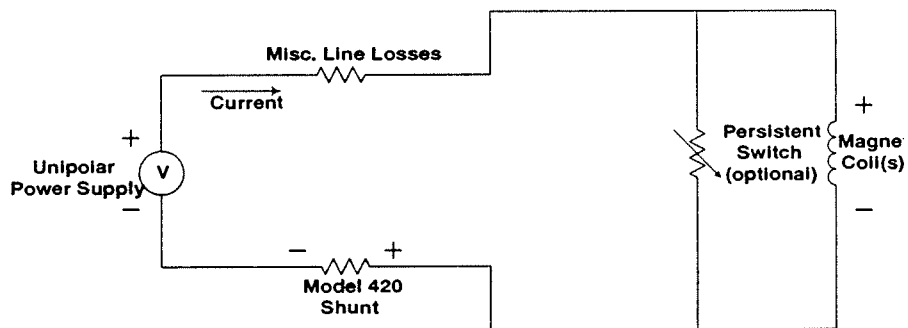 Misc. Line Losses
Current
+
Unipolar
Power Supply
V
−
− +
Model 420
Shunt
Persistent
Switch
(optional)
+
Magnet
Coil(s)
−